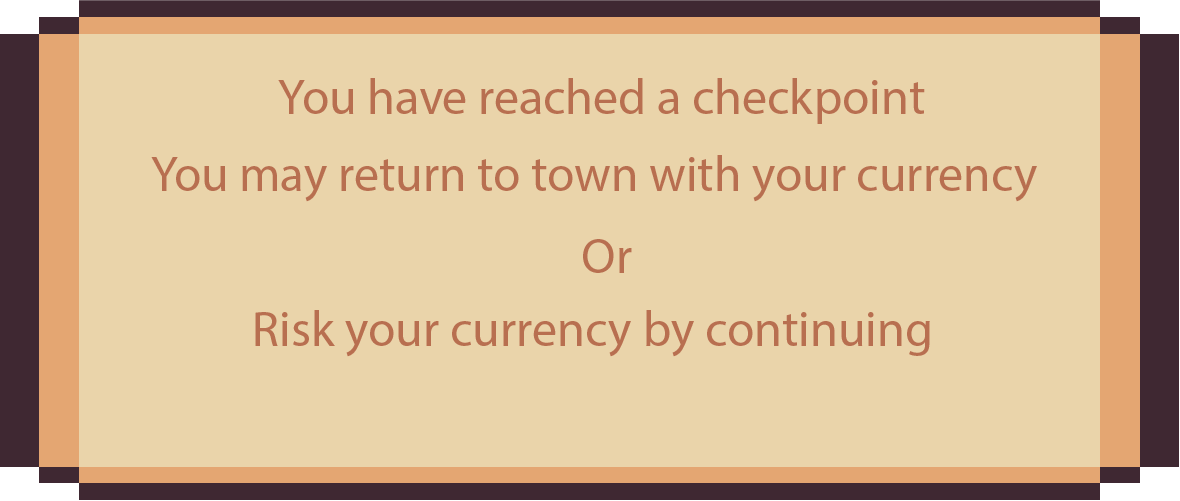 You have reached a checkpoint
You may return to town with your currency
Or
Risk your currency by continuing